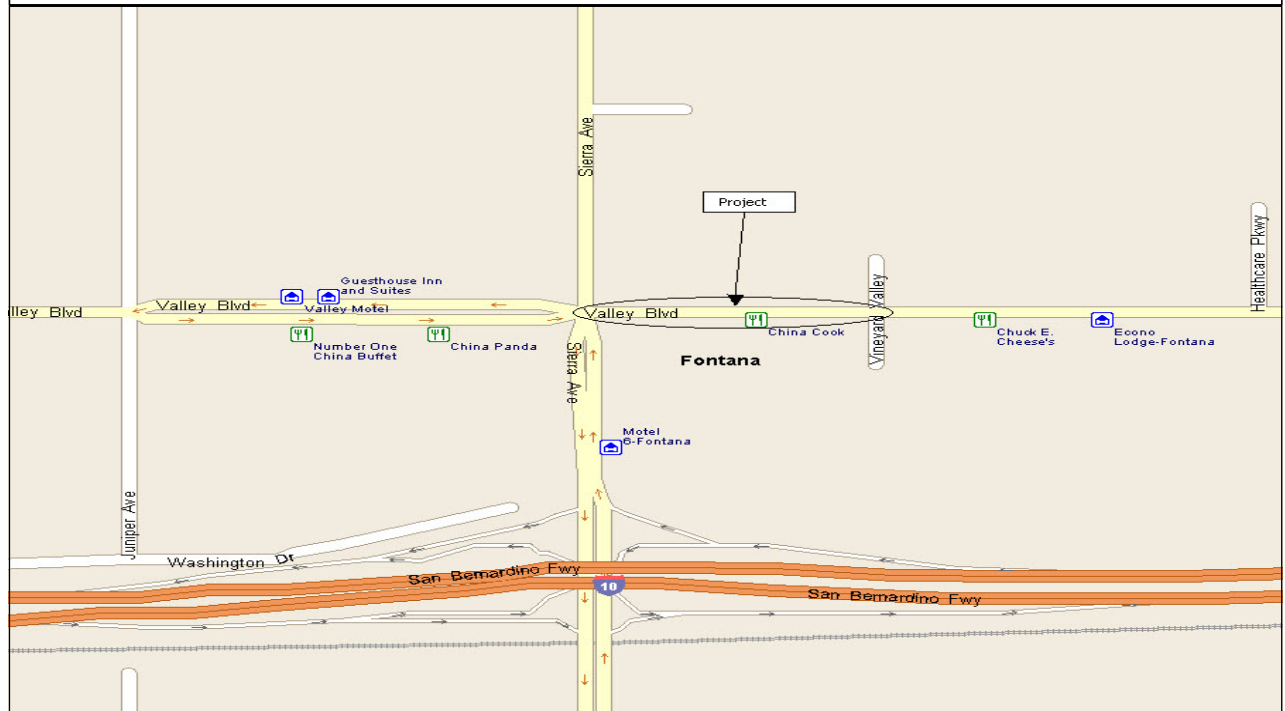 Sierra Ave
Project
Healthcare Pkwy
Guesthouse Inn
and Suites
Valley Blvd
Valley Motel
lley Blvd
Valley Blvd
China Cook
Vineyard Valley
Number One
China Buffet
China Panda
Chuck E.
Cheese's
Econo
Lodge-Fontana
Sierra Ave
Fontana
Motel
6-Fontana
Juniper Ave
Washington Dr
San Bernardino Fwy
10
San Bernardino Fwy